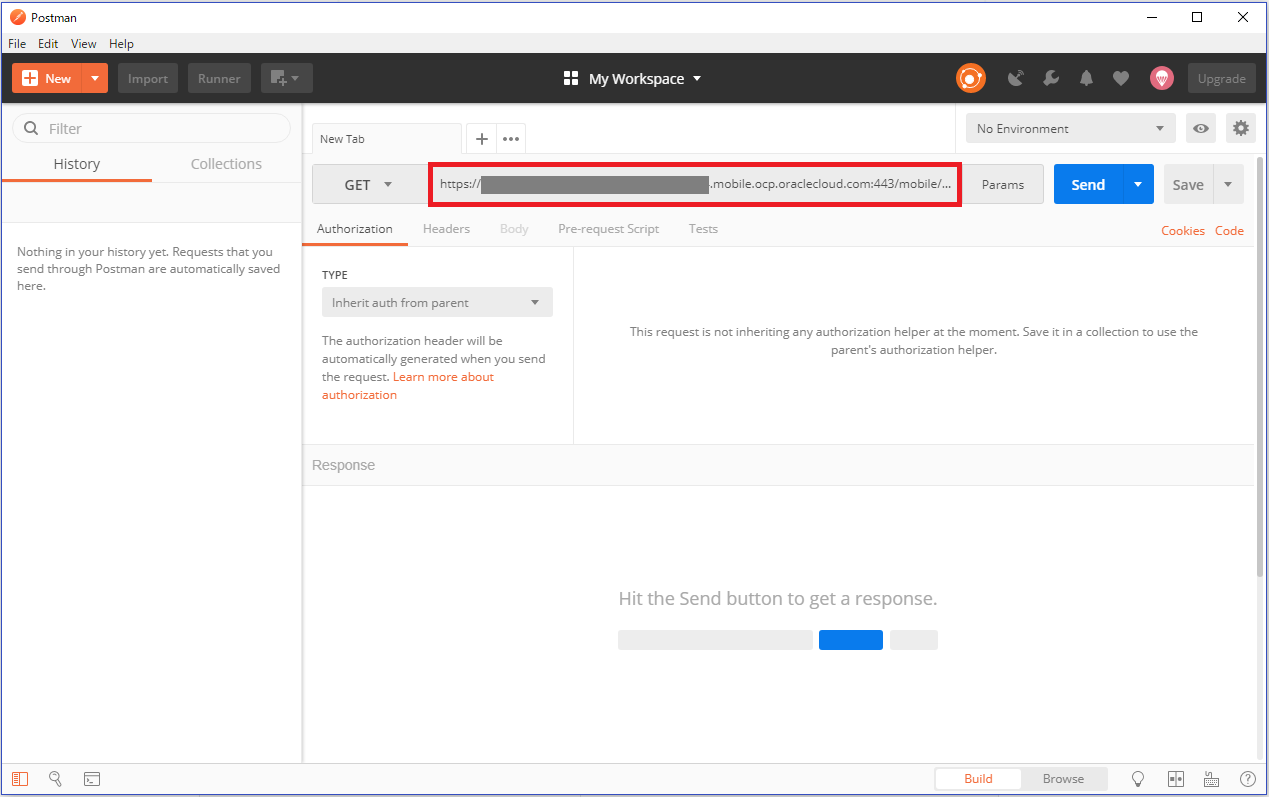 Postman
File Edit View Help
New Import Runner My Workspace Upgrade
Filter
History Collections
Nothing in your history yet. Requests that you
send through Postman are automatically saved
here.
New Tab
No Environment
GET https:// .mobile.ocp.oraclecloud.com:443/mobile/... Params Send Save
Authorization Headers Body Pre-request Script Tests Cookies Code
TYPE
Inherit auth from parent
The authorization header will be
automatically generated when you send
the request. Learn more about
authorization
This request is not inheriting any authorization helper at the moment. Save it in a collection to use the
parent's authorization helper.
Response
Hit the Send button to get a response.
Build Browse